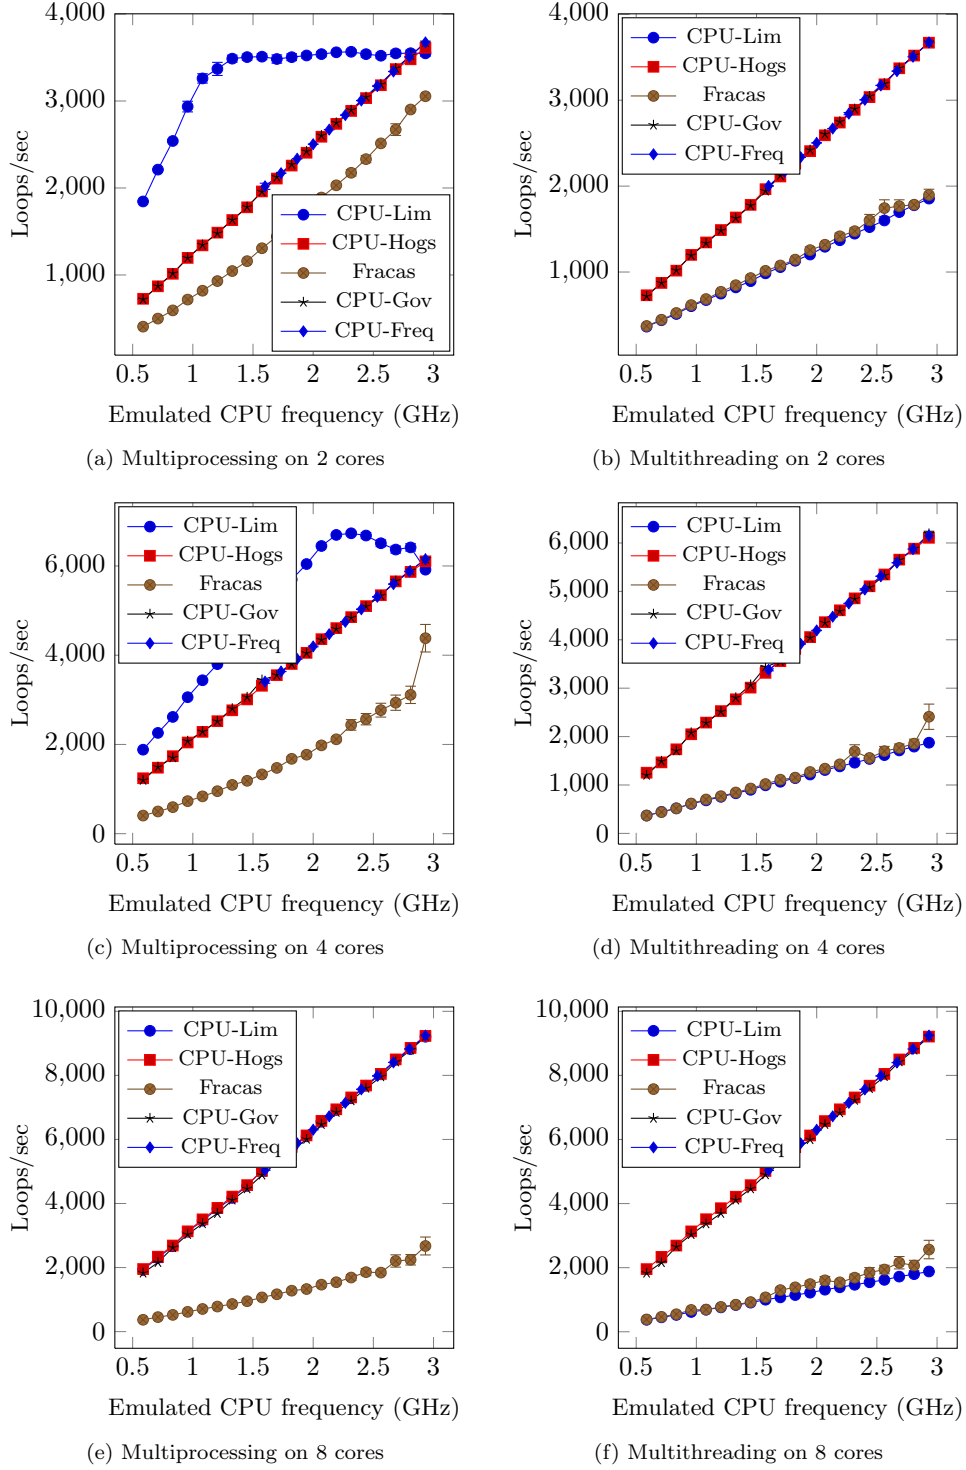 4,000
3,000
2,000
1,000
Loops/sec
CPU-Lim
CPU-Hogs
Fracas
CPU-Gov
CPU-Freq
0.5 1 1.5 2 2.5 3
Emulated CPU frequency (GHz)
(a) Multiprocessing on 2 cores
4,000
3,000
2,000
1,000
Loops/sec
CPU-Lim
CPU-Hogs
Fracas
CPU-Gov
CPU-Freq
0.5 1 1.5 2 2.5 3
Emulated CPU frequency (GHz)
(b) Multithreading on 2 cores
6,000
4,000
2,000
0
Loops/sec
CPU-Lim
CPU-Hogs
Fracas
CPU-Gov
CPU-Freq
0.5 1 1.5 2 2.5 3
Emulated CPU frequency (GHz)
(c) Multiprocessing on 4 cores
6,000
5,000
4,000
3,000
2,000
1,000
0
Loops/sec
CPU-Lim
CPU-Hogs
Fracas
CPU-Gov
CPU-Freq
0.5 1 1.5 2 2.5 3
Emulated CPU frequency (GHz)
(d) Multithreading on 4 cores
10,000
8,000
6,000
4,000
2,000
0
Loops/sec
CPU-Lim
CPU-Hogs
Fracas
CPU-Gov
CPU-Freq
0.5 1 1.5 2 2.5 3
Emulated CPU frequency (GHz)
(e) Multiprocessing on 8 cores
10,000
8,000
6,000
4,000
2,000
0
Loops/sec
CPU-Lim
CPU-Hogs
Fracas
CPU-Gov
CPU-Freq
0.5 1 1.5 2 2.5 3
Emulated CPU frequency (GHz)
(f) Multithreading on 8 cores